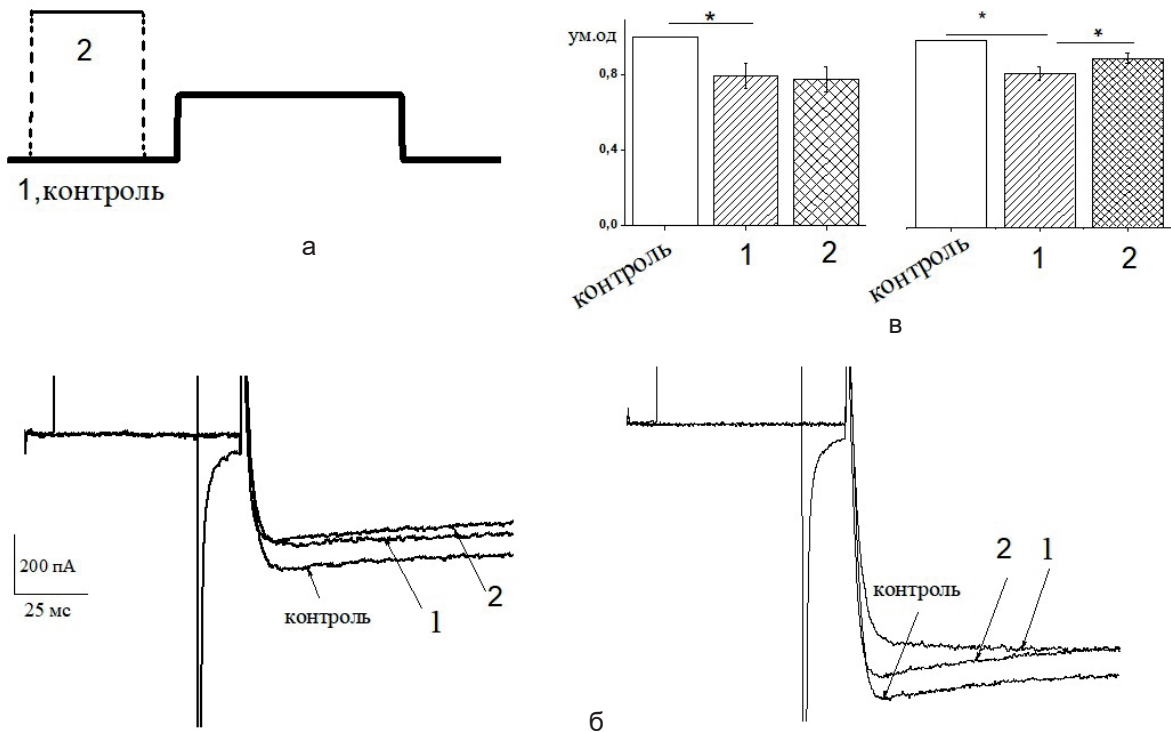 2
1,контроль
а
ум.од
*
0,8
0,4
0,0
контроль
1
2
*
*
контроль
1
2
в
200 пА
25 мс
контроль
1
2
контроль
2
1
б